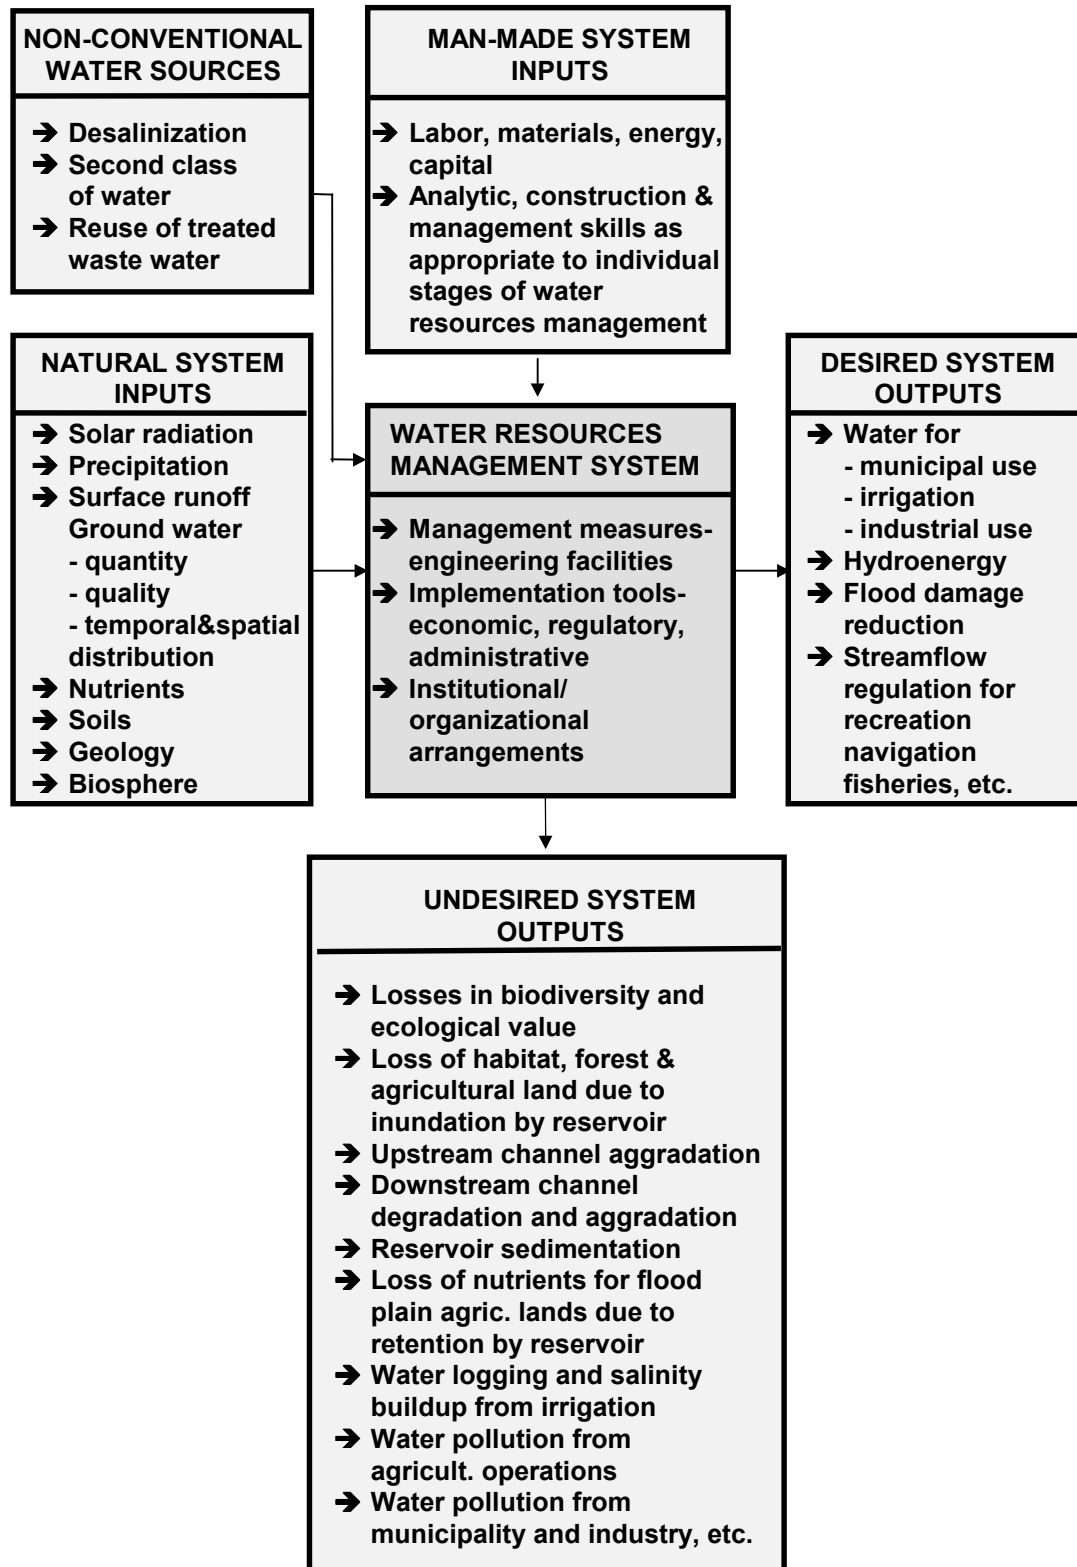 NON-CONVENTIONAL
WATER SOURCES
➔ Desalinization
➔ Second class
of water
➔ Reuse of treated
waste water
MAN-MADE SYSTEM
INPUTS
➔ Labor, materials, energy,
capital
➔ Analytic, construction &
management skills as
appropriate to individual
stages of water
resources management
NATURAL SYSTEM
INPUTS
➔ Solar radiation
➔ Precipitation
➔ Surface runoff
Ground water
- quantity
- quality
- temporal&spatial
distribution
➔ Nutrients
➔ Soils
➔ Geology
➔ Biosphere
WATER RESOURCES
MANAGEMENT SYSTEM
➔ Management measures-
engineering facilities
➔ Implementation tools-
economic, regulatory,
administrative
➔ Institutional/
organizational
arrangements
DESIRED SYSTEM
OUTPUTS
➔ Water for
- municipal use
- irrigation
- industrial use
➔ Hydroenergy
➔ Flood damage
reduction
➔ Streamflow
regulation for
recreation
navigation
fisheries, etc.
UNDESIRED SYSTEM
OUTPUTS
➔ Losses in biodiversity and
ecological value
➔ Loss of habitat, forest &
agricultural land due to
inundation by reservoir
➔ Upstream channel aggradation
➔ Downstream channel
degradation and aggradation
➔ Reservoir sedimentation
➔ Loss of nutrients for flood
plain agric. lands due to
retention by reservoir
➔ Water logging and salinity
buildup from irrigation
➔ Water pollution from
agricult. operations
➔ Water pollution from
municipality and industry, etc.